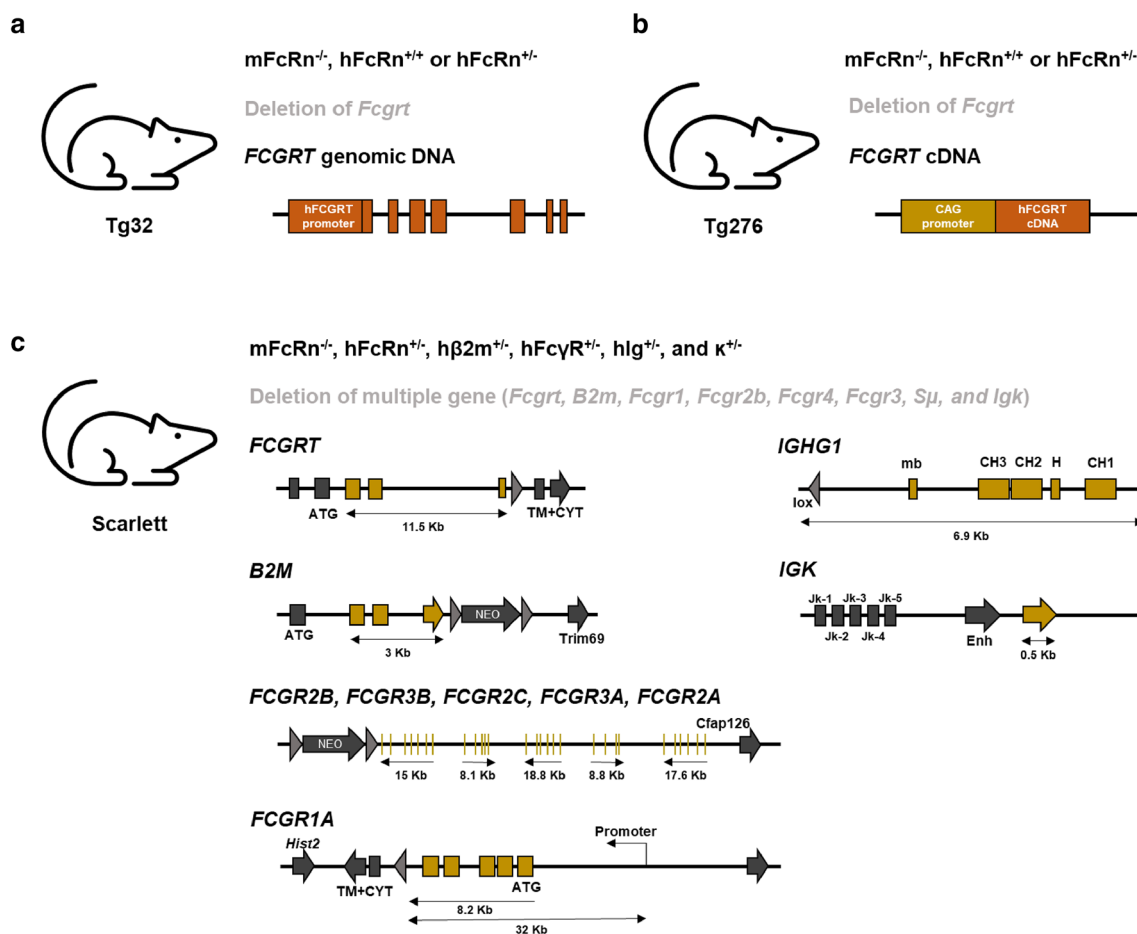 a
mFcRn-/-, hFcRn+/+ or hFcRn+/-
Deletion of Fcgrt
FCGRT genomic DNA
hFCGRT
promoter
Tg32
b
mFcRn-/-, hFcRn+/+ or hFcRn+/-
Deletion of Fcgrt
FCGRT cDNA
CAG
promoter
hFCGRT
cDNA
Tg276
c
mFcRn-/-, hFcRn+/-, hβ2m+/-, hFcγR+/-, hIg+/-, and κ+/-
Deletion of multiple gene (Fcgrt, B2m, Fcgr1, Fcgr2b, Fcgr4, Fcgr3, Sμ, and Igk)
Scarlett
FCGRT
ATG
TM+CYT
11.5 Kb
IGHG1
mb
CH3 CH2 H CH1
lox
6.9 Kb
B2M
NEO
ATG
Trim69
3 Kb
IGK
Jk-1 Jk-3 Jk-5
Jk-2 Jk-4
Enh
0.5 Kb
FCGR2B, FCGR3B, FCGR2C, FCGR3A, FCGR2A
Cfap126
NEO
15 Kb 8.1 Kb 18.8 Kb 8.8 Kb 17.6 Kb
FCGR1A
Hist2
Promoter
TM+CYT
ATG
8.2 Kb
32 Kb